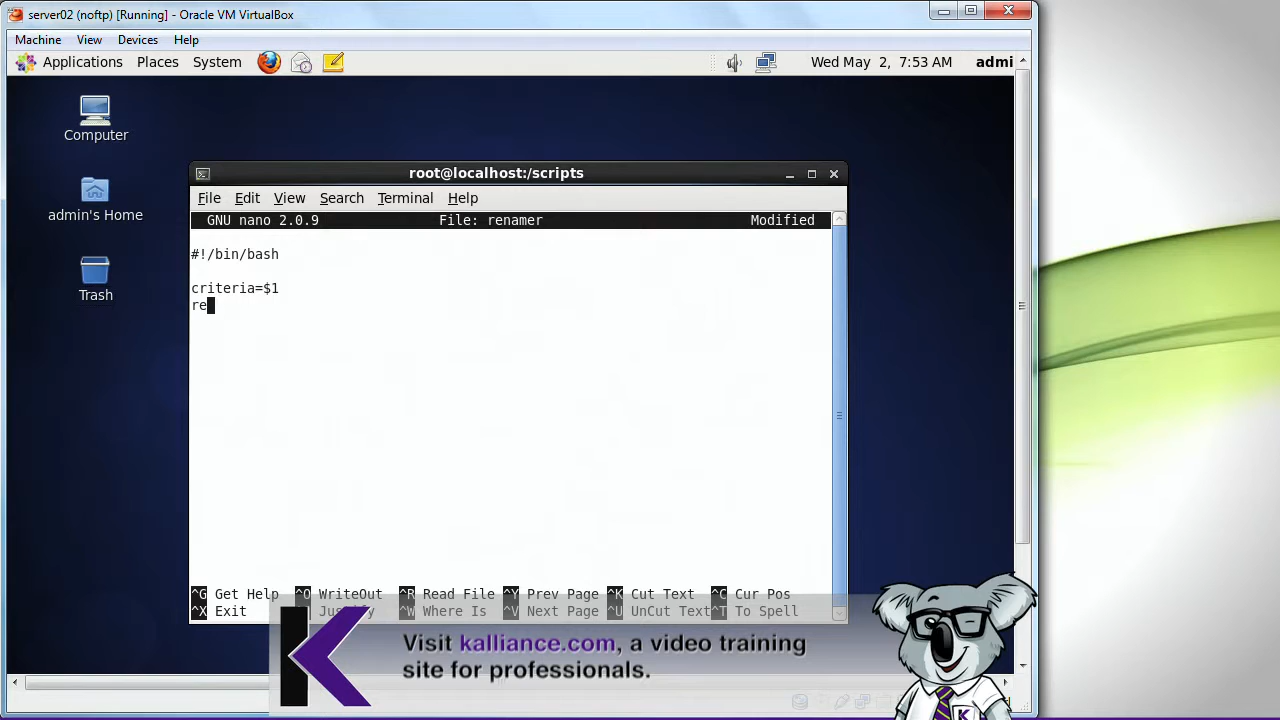 server02 (noftp) [Running] - Oracle VM VirtualBox
Machine View Devices Help
Applications Places System Wed May 2, 7:53 AM admi
Computer
admin's Home
Trash
root@localhost:/scripts
File Edit View Search Terminal Help
GNU nano 2.0.9 File: renamer Modified
#!/bin/bash
criteria=$1
re
^G Get Help ^O WriteOut ^R Read File ^Y Prev Page ^K Cut Text ^C Cur Pos
^X Exit ^J Justify ^W Where Is ^V Next Page ^U UnCut Text ^T To Spell
K
Visit kalliance.com, a video training
site for professionals.
K